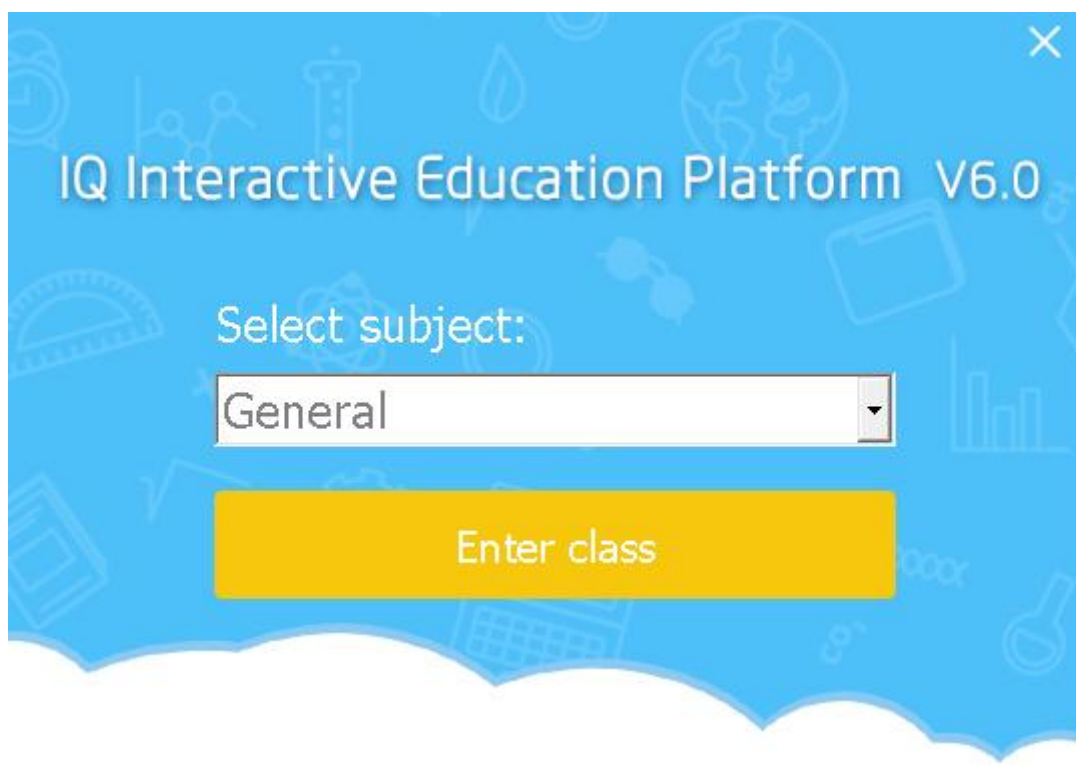 IQ Interactive Education Platform V6.0
Select subject:
General
Enter class